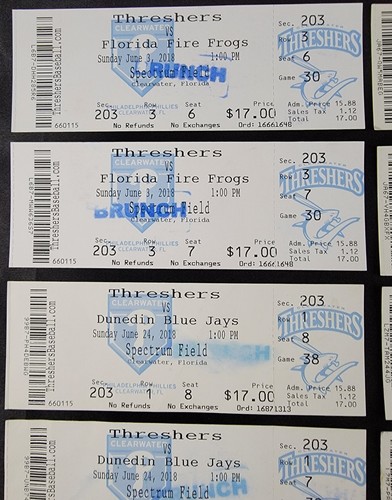 Threshers
CLEARWATER
vs
Florida Fire Frogs
Sunday June 3, 2018 1:00 PM
Spectrum Field
BRUNCH
Clearwater, Florida
Sec. Row Seat Price
203 3 6 $17.00
PHILADELPHIA PHILLIES
No Refunds No Exchanges Ord: 16661648
ThreshersBaseball.com
660115
Sec. 203
Row 3
THRESHERS
Seat 6
Game 30
Adm. Price 15.88
Sales Tax 1.12
Total 17.00
Threshers
CLEARWATER
vs
Florida Fire Frogs
Sunday June 3, 2018 1:00 PM
BRUNCH
Spectrum Field
Clearwater, Florida
Sec. Row Seat Price
203 3 7 $17.00
PHILADELPHIA PHILLIES
No Refunds No Exchanges Ord: 16661648
ThreshersBaseball.com
660115
Sec. 203
Row 3
THRESHERS
Seat 7
Game 30
Adm. Price 15.88
Sales Tax 1.12
Total 17.00
Threshers
CLEARWATER
vs
Dunedin Blue Jays
Sunday June 24, 2018 1:00 PM
Spectrum Field
Clearwater, Florida
Sec. Row Seat Price
203 1 8 $17.00
PHILADELPHIA PHILLIES
No Refunds No Exchanges Ord: 16871313
ThreshersBaseball.com
660115
Sec. 203
Row 1
THRESHERS
Seat 8
Game 38
Adm. Price 15.88
Sales Tax 1.12
Total 17.00
Threshers
CLEARWATER
vs
Dunedin Blue Jays
Sunday June 24, 2018 1:00 PM
Spectrum Field
Sec. 203
Row 1
THRESHERS
Seat 7